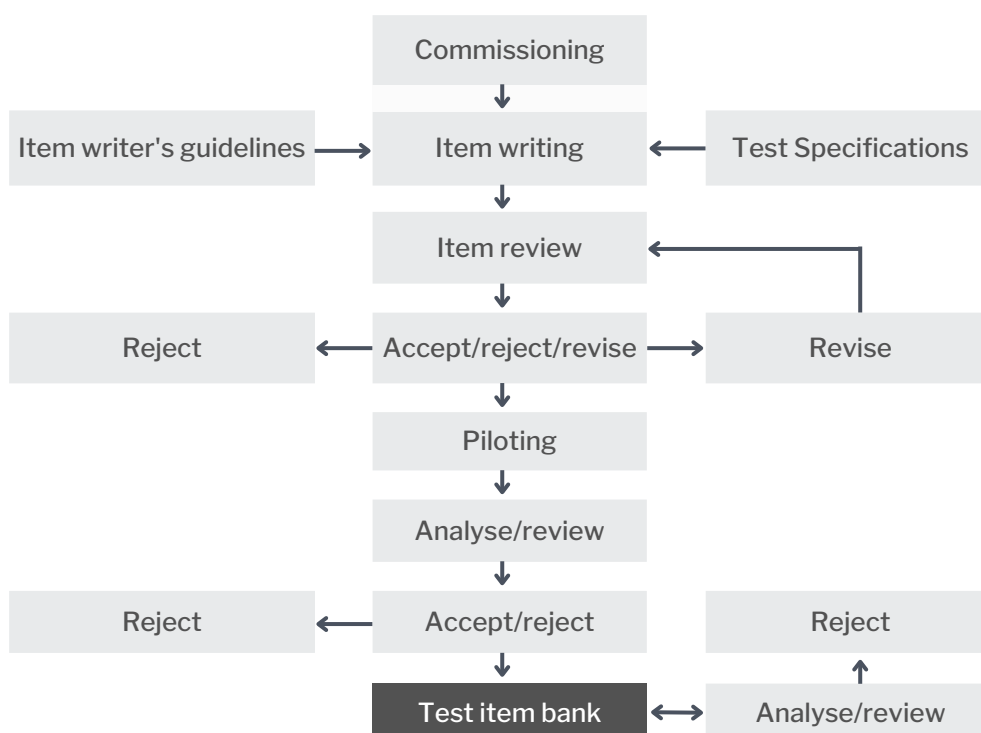 Commissioning
Item writer's guidelines
Item writing
Test Specifications
Item review
Reject
Accept/reject/revise
Revise
Piloting
Analyse/review
Reject
Accept/reject
Reject
Test item bank
Analyse/review